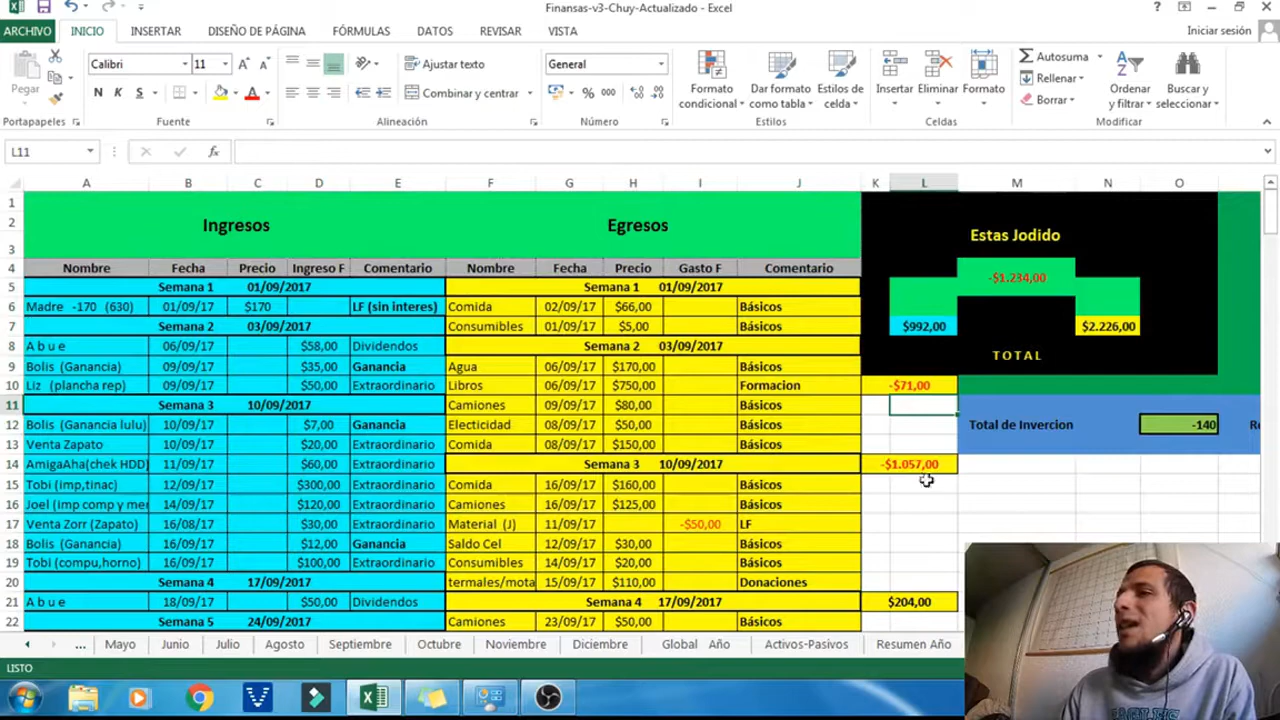 Finansas-v3-Chuy-Actualizado - Excel
ARCHIVO INICIO INSERTAR DISEÑO DE PÁGINA FÓRMULAS DATOS REVISAR VISTA Iniciar sesión
Pegar Calibri 11 Ajustar texto General Formato condicional Dar formato como tabla Estilos de celda Insertar Eliminar Formato Autosuma Rellenar Borrar Ordenar y filtrar Buscar y seleccionar
N K S Combinar y centrar % 000
Portapapeles Fuente Alineación Número Estilos Celdas Modificar
L11 fx
A B C D E F G H I J K L M N O
1
2 Ingresos Egresos Estas Jodido
3
4 Nombre Fecha Precio Ingreso F Comentario Nombre Fecha Precio Gasto F Comentario -$1.234,00
5 Semana 1 01/09/2017 Semana 1 01/09/2017
6 Madre -170 (630) 01/09/17 $170 LF (sin interes) Comida 02/09/17 $66,00 Básicos
7 Semana 2 03/09/2017 Consumibles 01/09/17 $5,00 Básicos $992,00 $2.226,00
8 A b u e 06/09/17 $58,00 Dividendos Semana 2 03/09/2017
9 Bolis (Ganancia) 09/09/17 $35,00 Ganancia Agua 06/09/17 $170,00 Básicos T O T A L
10 Liz (plancha rep) 09/09/17 $50,00 Extraordinario Libros 06/09/17 $750,00 Formacion -$71,00
11 Semana 3 10/09/2017 Camiones 09/09/17 $80,00 Básicos
12 Bolis (Ganancia lulu) 10/09/17 $7,00 Ganancia Electicidad 08/09/17 $50,00 Básicos Total de Invercion -140 Re
13 Venta Zapato 10/09/17 $20,00 Extraordinario Comida 08/09/17 $150,00 Básicos
14 AmigaAha(chek HDD) 11/09/17 $60,00 Extraordinario Semana 3 10/09/2017 -$1.057,00
15 Tobi (imp,tinac) 12/09/17 $300,00 Extraordinario Comida 16/09/17 $160,00 Básicos
16 Joel (imp comp y me 14/09/17 $120,00 Extraordinario Camiones 16/09/17 $125,00 Básicos
17 Venta Zorr (Zapato) 16/08/17 $30,00 Extraordinario Material (J) 11/09/17 -$50,00 LF
18 Bolis (Ganancia) 16/09/17 $12,00 Ganancia Saldo Cel 12/09/17 $30,00 Básicos
19 Tobi (compu,horno) 16/09/17 $100,00 Extraordinario Consumibles 14/09/17 $20,00 Básicos
20 Semana 4 17/09/2017 termales/mota 15/09/17 $110,00 Donaciones
21 A b u e 18/09/17 $50,00 Dividendos Semana 4 17/09/2017 $204,00
22 Semana 5 24/09/2017 Camiones 23/09/17 $50,00 Básicos
... Mayo Junio Julio Agosto Septiembre Octubre Noviembre Diciembre Global Año Activos-Pasivos Resumen Año
LISTO